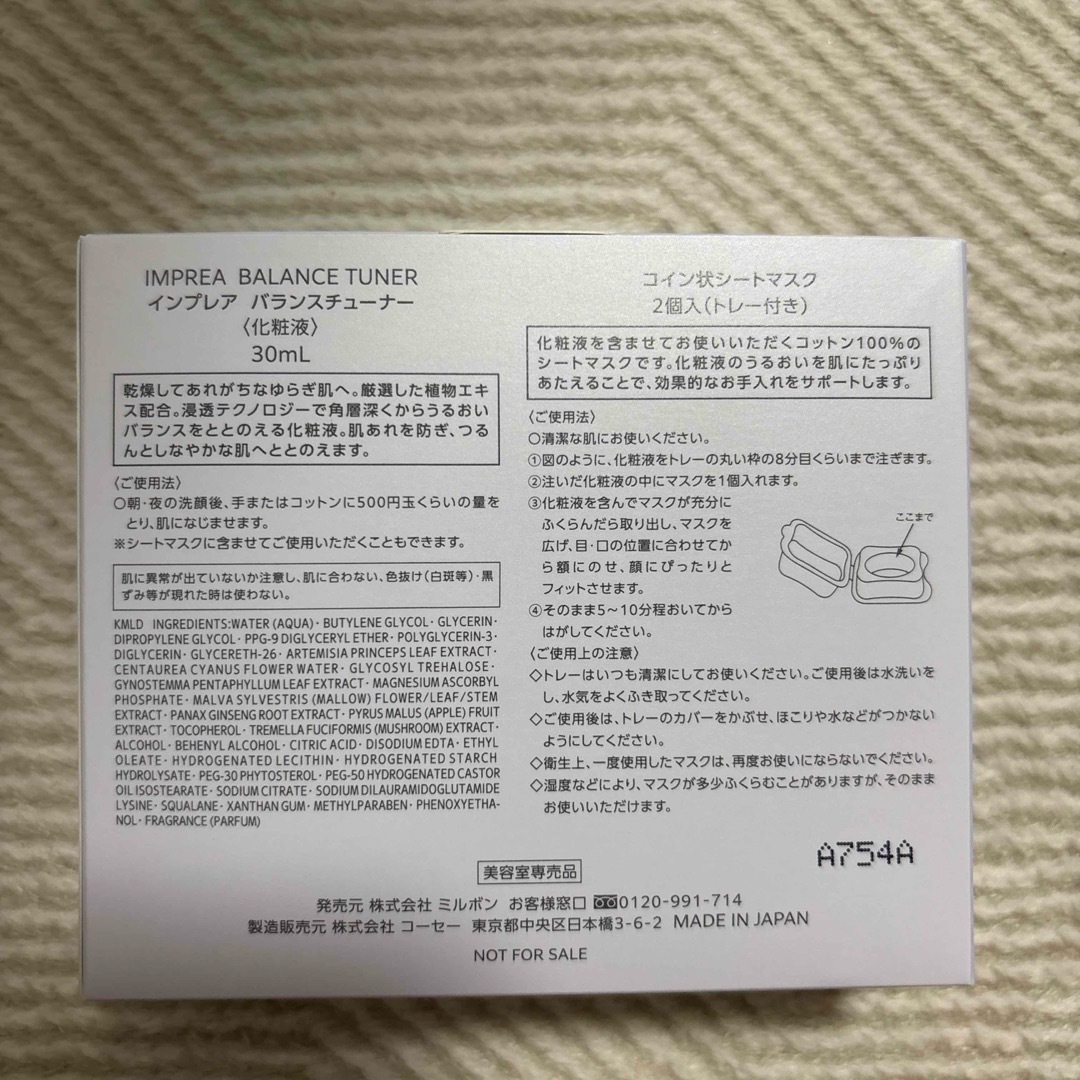 IMPREA BALANCE TUNER
インプレア バランスチューナー
〈化粧液〉
30mL
乾燥してあれがちなゆらぎ肌へ。厳選した植物エキ
ス配合。浸透テクノロジーで角層深くからうるおい
バランスをととのえる化粧液。肌あれを防ぎ、つる
んとしなやかな肌へととのえます。
〈ご使用法〉
○朝・夜の洗顔後、手またはコットンに500円玉くらいの量を
とり、肌になじませます。
※シートマスクに含ませてご使用いただくこともできます。
肌に異常が出ていないか注意し、肌に合わない、色抜け(白斑等)・黒
ずみ等が現れた時は使わない。
KMLD INGREDIENTS:WATER (AQUA)・BUTYLENE GLYCOL・GLYCERIN・
DIPROPYLENE GLYCOL・PPG-9 DIGLYCERYL ETHER・POLYGLYCERIN-3・
DIGLYCERIN・GLYCERETH-26・ARTEMISIA PRINCEPS LEAF EXTRACT・
CENTAUREA CYANUS FLOWER WATER・GLYCOSYL TREHALOSE・
GYNOSTEMMA PENTAPHYLLUM LEAF EXTRACT・MAGNESIUM ASCORBYL
PHOSPHATE・MALVA SYLVESTRIS (MALLOW) FLOWER/LEAF/STEM
EXTRACT・PANAX GINSENG ROOT EXTRACT・PYRUS MALUS (APPLE) FRUIT
EXTRACT・TOCOPHEROL・TREMELLA FUCIFORMIS (MUSHROOM) EXTRACT・
ALCOHOL・BEHENYL ALCOHOL・CITRIC ACID・DISODIUM EDTA・ETHYL
OLEATE・HYDROGENATED LECITHIN・HYDROGENATED STARCH
HYDROLYSATE・PEG-30 PHYTOSTEROL・PEG-50 HYDROGENATED CASTOR
OIL ISOSTEARATE・SODIUM CITRATE・SODIUM DILAURAMIDOGLUTAMIDE
LYSINE・SQUALANE・XANTHAN GUM・METHYLPARABEN・PHENOXYETHA-
NOL・FRAGRANCE (PARFUM)
コイン状シートマスク
2個入(トレー付き)
化粧液を含ませてお使いいただくコットン100%の
シートマスクです。化粧液のうるおいを肌にたっぷり
あたえることで、効果的なお手入れをサポートします。
〈ご使用法〉
○清潔な肌にお使いください。
①図のように、化粧液をトレーの丸い枠の8分目くらいまで注ぎます。
②注いだ化粧液の中にマスクを1個入れます。
③化粧液を含んでマスクが充分に
ふくらんだら取り出し、マスクを
広げ、目・口の位置に合わせてか
ら額にのせ、顔にぴったりと
フィットさせます。
④そのまま5～10分程おいてから
はがしてください。
ここまで
〈ご使用上の注意〉
◇トレーはいつも清潔にしてお使いください。ご使用後は水洗いを
し、水気をよくふき取ってください。
◇ご使用後は、トレーのカバーをかぶせ、ほこりや水などがつかない
ようにしてください。
◇衛生上、一度使用したマスクは、再度お使いにならないでください。
◇湿度などにより、マスクが多少ふくらむことがありますが、そのまま
お使いいただけます。
A754A
美容室専売品
発売元 株式会社 ミルボン お客様窓口 0120-991-714
製造販売元 株式会社 コーセー 東京都中央区日本橋3-6-2 MADE IN JAPAN
NOT FOR SALE